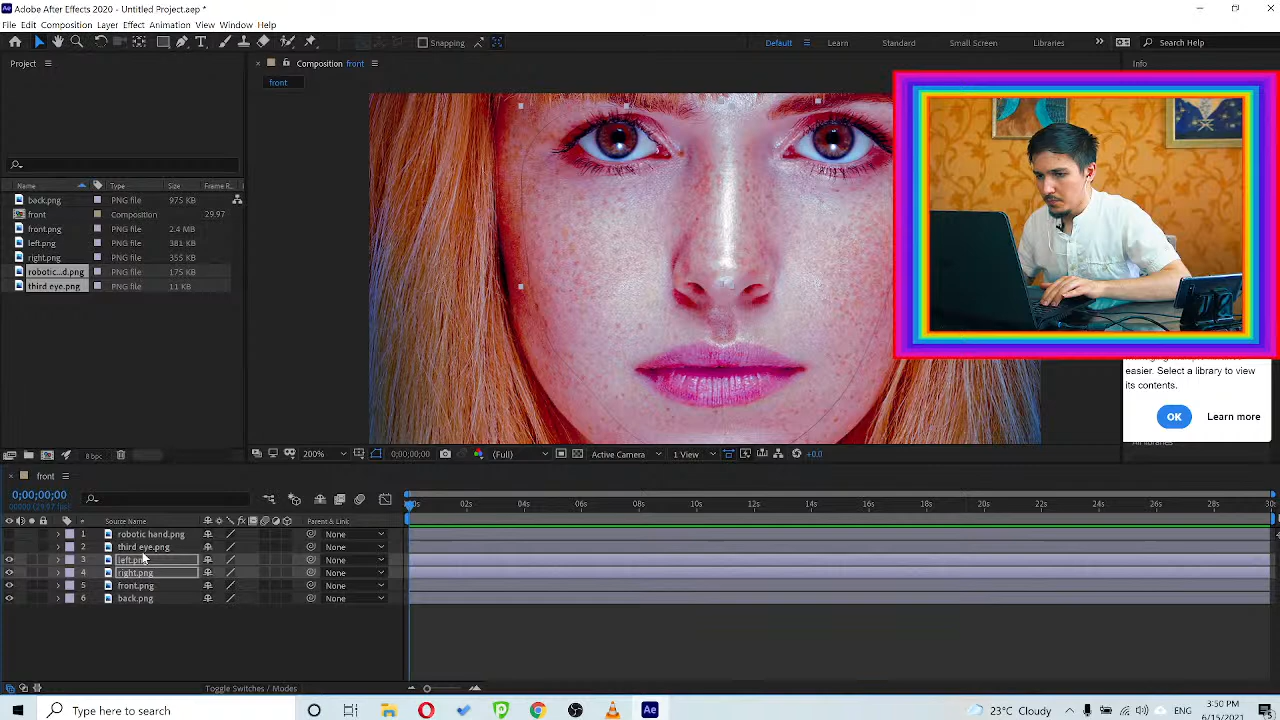 Adobe After Effects 2020 - Untitled Project.aep *
File Edit Composition Layer Effect Animation View Window Help
Snapping
Default Learn Standard Small Screen Libraries Search Help
Project Composition front Info
front
Name Type Size Frame R...
back.png PNG file 975 KB
front Composition 29.97
front.png PNG file 2.4 MB
left.png PNG file 381 KB
right.png PNG file 355 KB
robotic...d.png PNG file 175 KB
third eye.png PNG file 11 KB
easier. Select a library to view
its contents.
OK Learn more
8 bpc 200% 0;00;00;00 (Full) Active Camera 1 View +0.0
front
0;00;00;00
00000 (29.97 fps)
:00s 02s 04s 06s 08s 10s 12s 14s 16s 18s 20s 22s 24s 26s 28s 30s
# Source Name Parent & Link
1 robotic hand.png None
2 third eye.png None
3 left.png None
4 right.png None
5 front.png None
6 back.png None
Toggle Switches / Modes
Type here to search 23°C Cloudy 3:50 PM